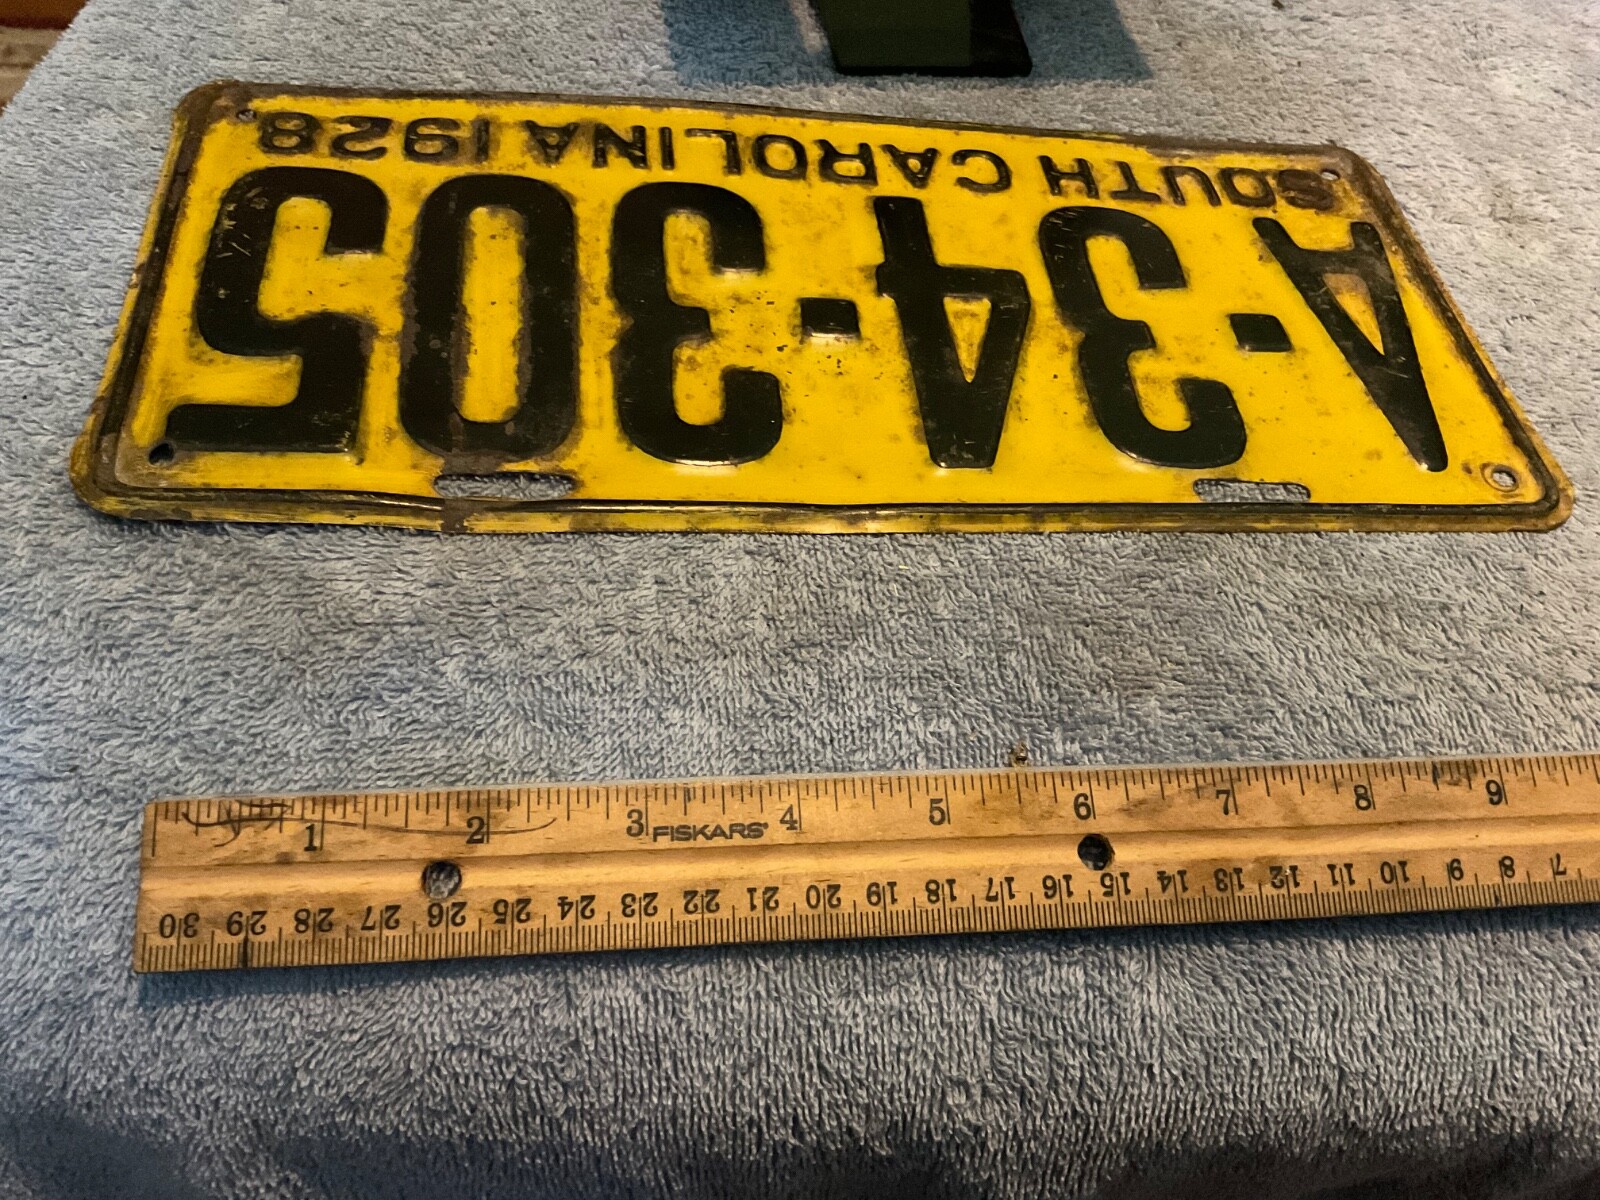 A-34-305
SOUTH CAROLINA 1928
1 2 3 4 5 6 7 8 9
FISKARS®
30 29 28 27 26 25 24 23 22 21 20 19 18 17 16 15 14 13 12 11 10 9 8 7